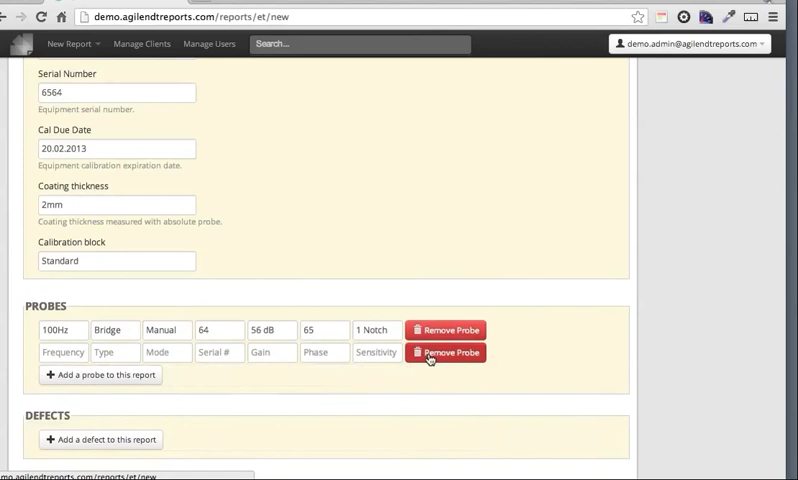 demo.agilendtreports.com/reports/et/new
New Report Manage Clients Manage Users Search... demo.admin@agilendtreports.com
Serial Number
6564
Equipment serial number.
Cal Due Date
20.02.2013
Equipment calibration expiration date.
Coating thickness
2mm
Coating thickness measured with absolute probe.
Calibration block
Standard
PROBES
100Hz Bridge Manual 64 56 dB 65 1 Notch Remove Probe
Frequency Type Mode Serial # Gain Phase Sensitivity Remove Probe
Add a probe to this report
DEFECTS
Add a defect to this report
mo.agilendtreports.com/reports/et/new